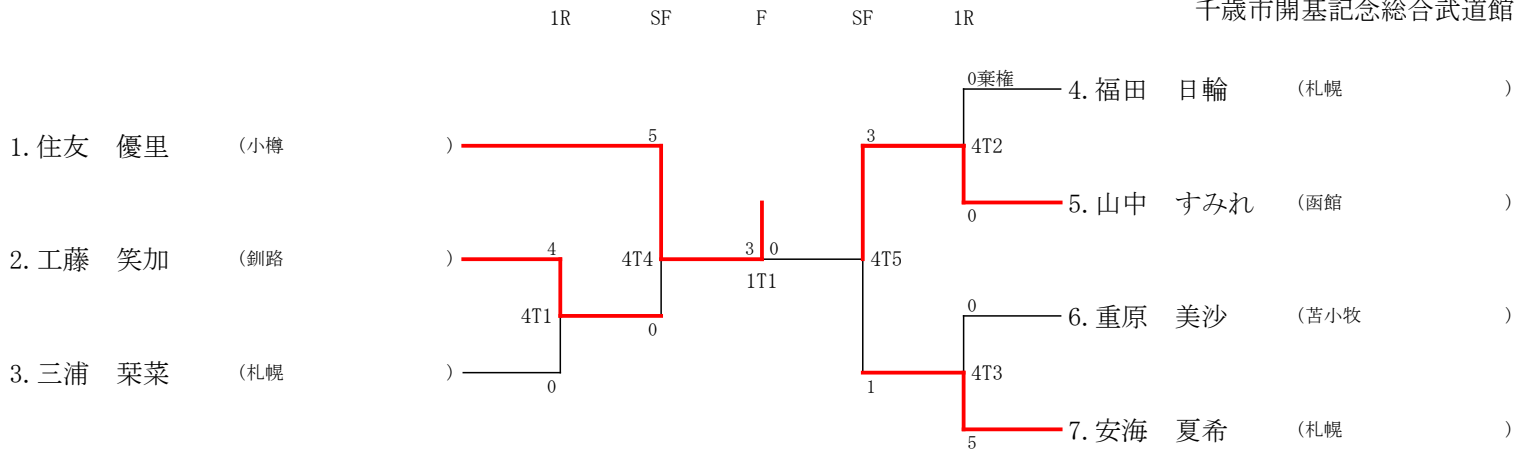 千歳市開基記念総合武道館
1R SF F SF 1R
0棄権
4.福田 日輪 (札幌 )
1.住友 優里 (小樽 ) 5 3 4T2
0 5.山中 すみれ (函館 )
2.工藤 笑加 (釧路 ) 4 4T4 3 0 4T5
1T1
4T1 0 0 6.重原 美沙 (苫小牧 )
3.三浦 栞菜 (札幌 ) 0 1 4T3
5 7.安海 夏希 (札幌 )